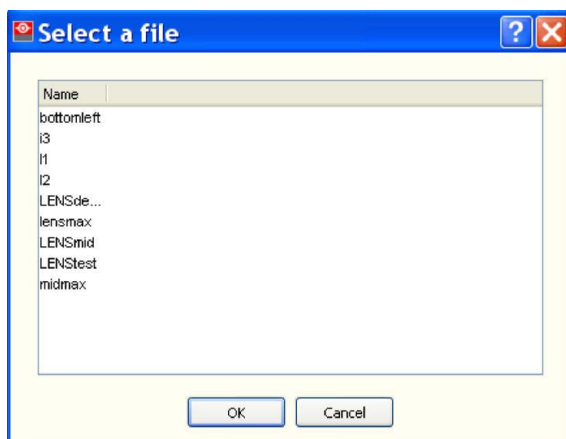 Select a file
?
Name
bottomleft
i3
l1
l2
LENSde...
lensmax
LENSmid
LENStest
midmax
OK
Cancel